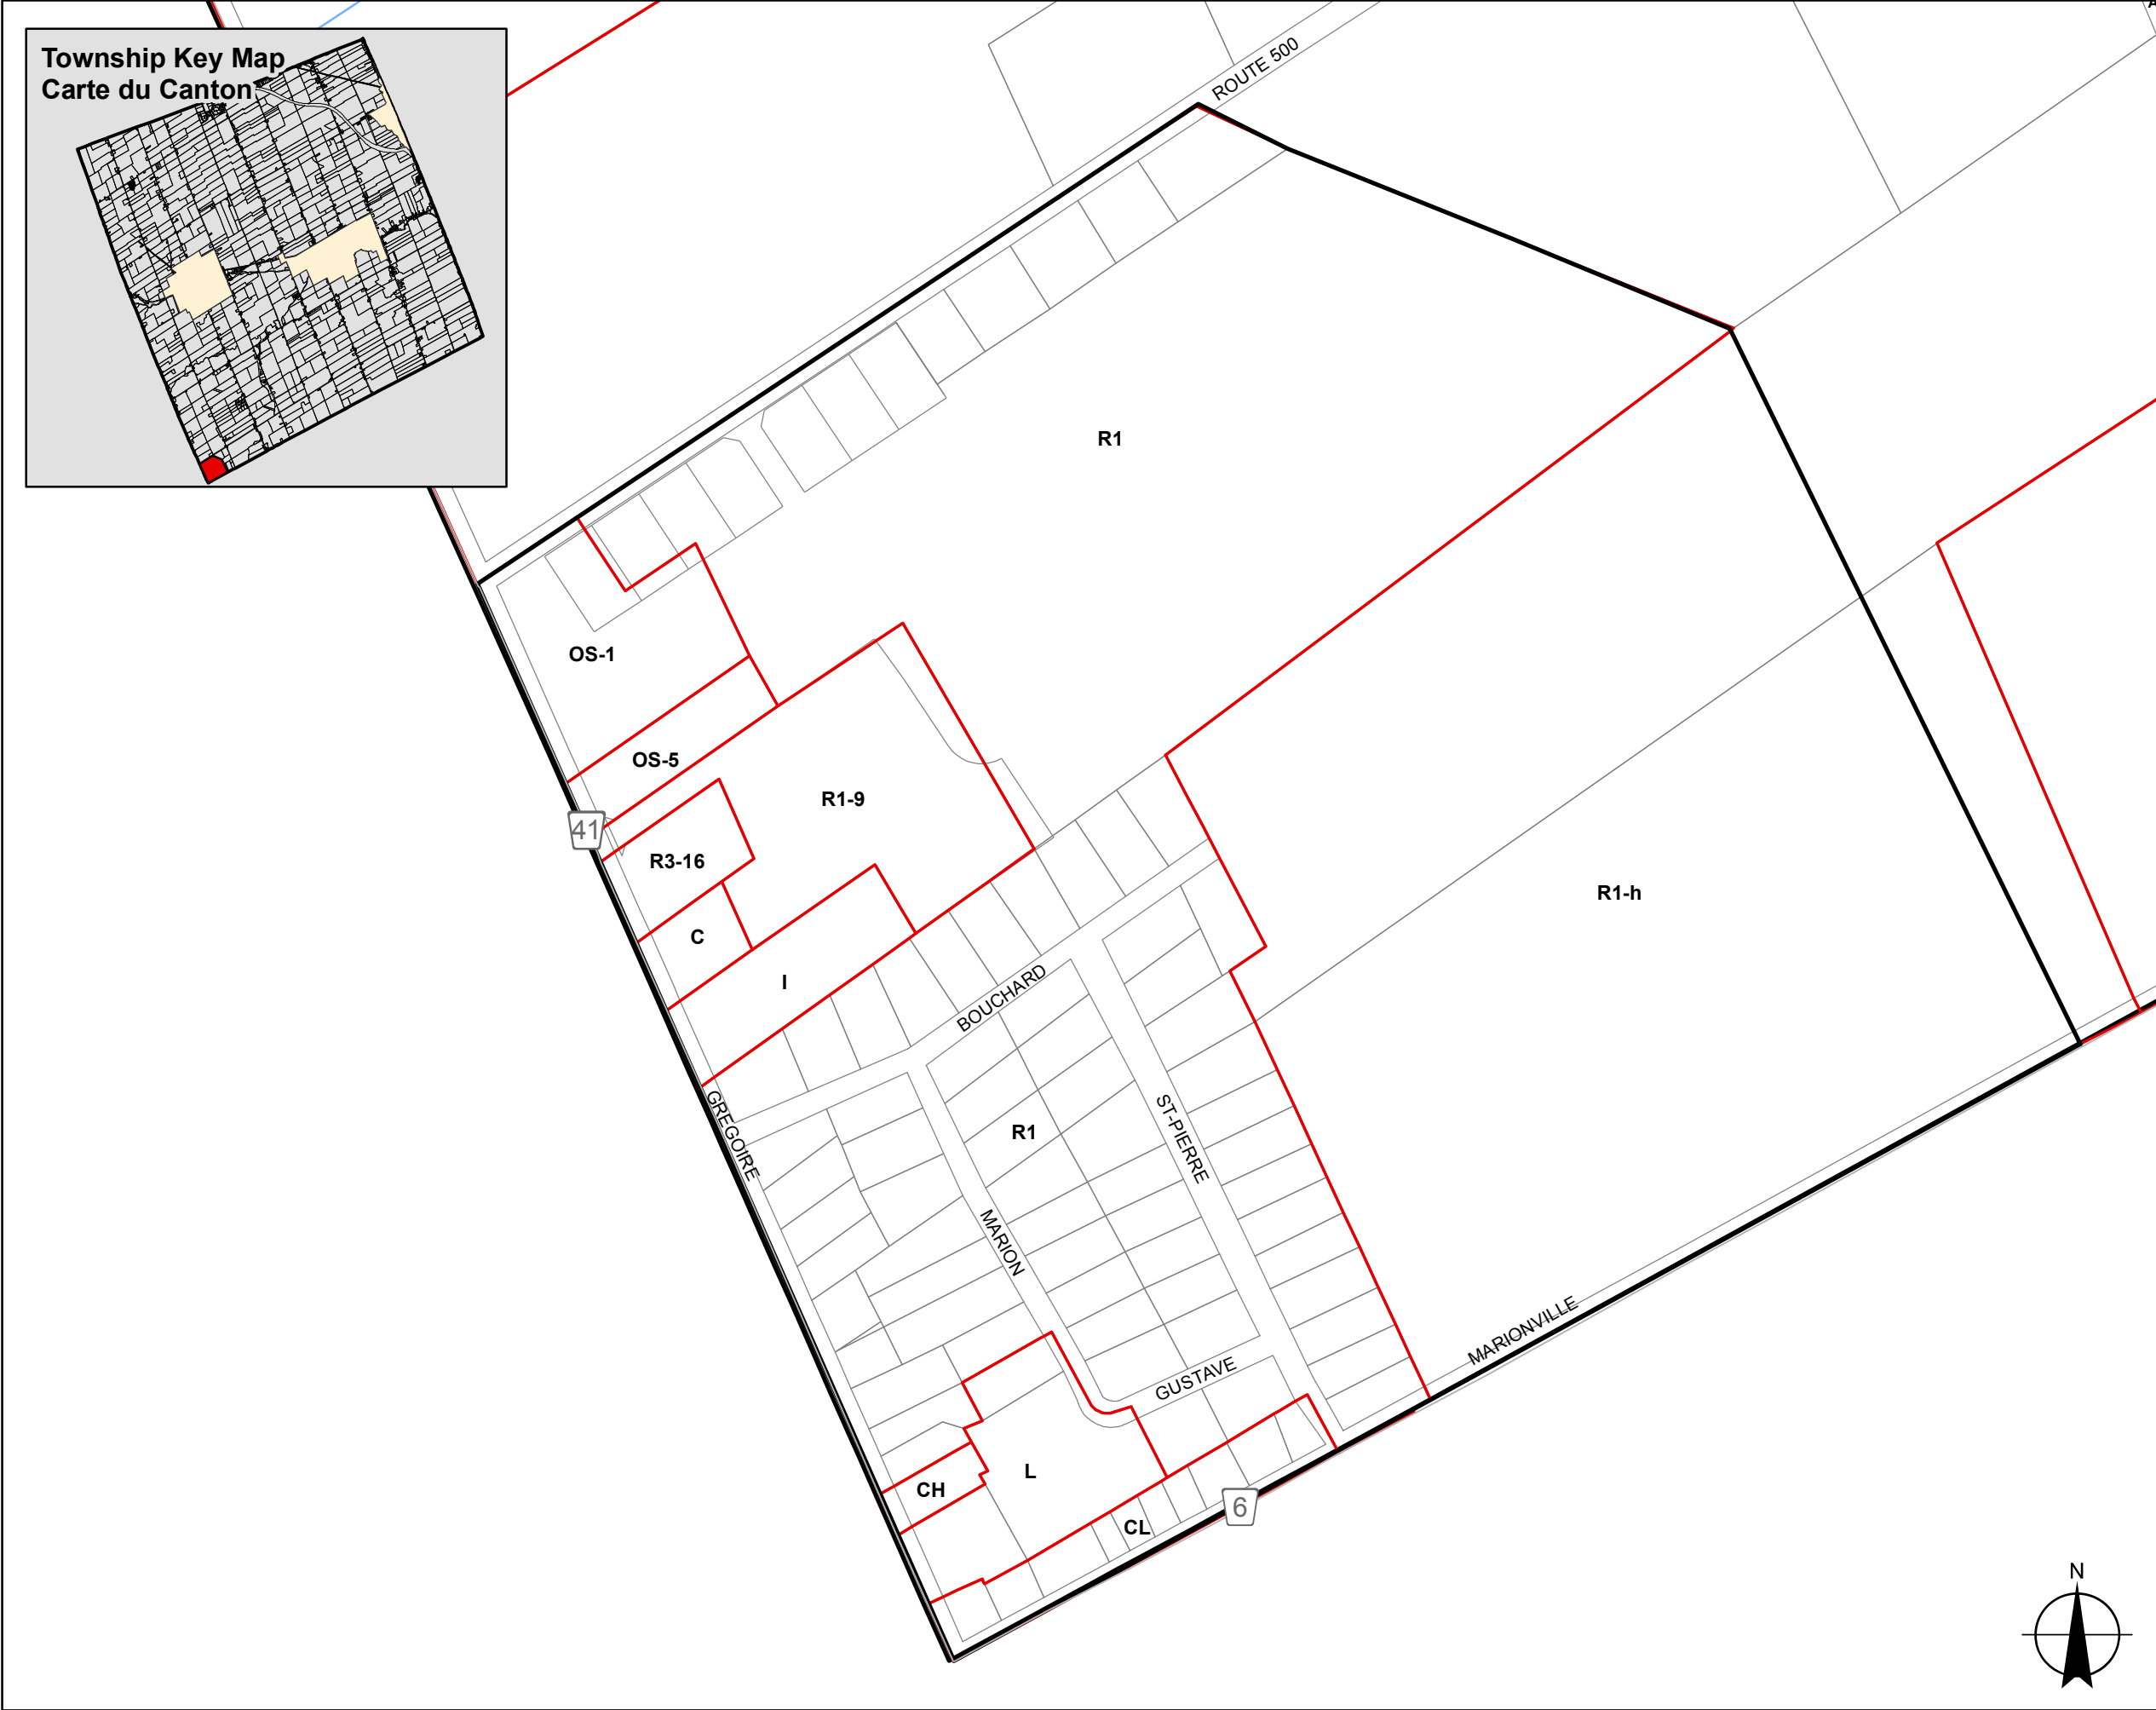 Township Key Map
Carte du Canton
ROUTE 500
R1
OS-1
OS-5
R1-9
41
R3-16
R1-h
C
I
BOUCHARD
GREGOIRE
R1
ST-PIERRE
MARION
MARIONVILLE
GUSTAVE
L
CH
6
CL
N